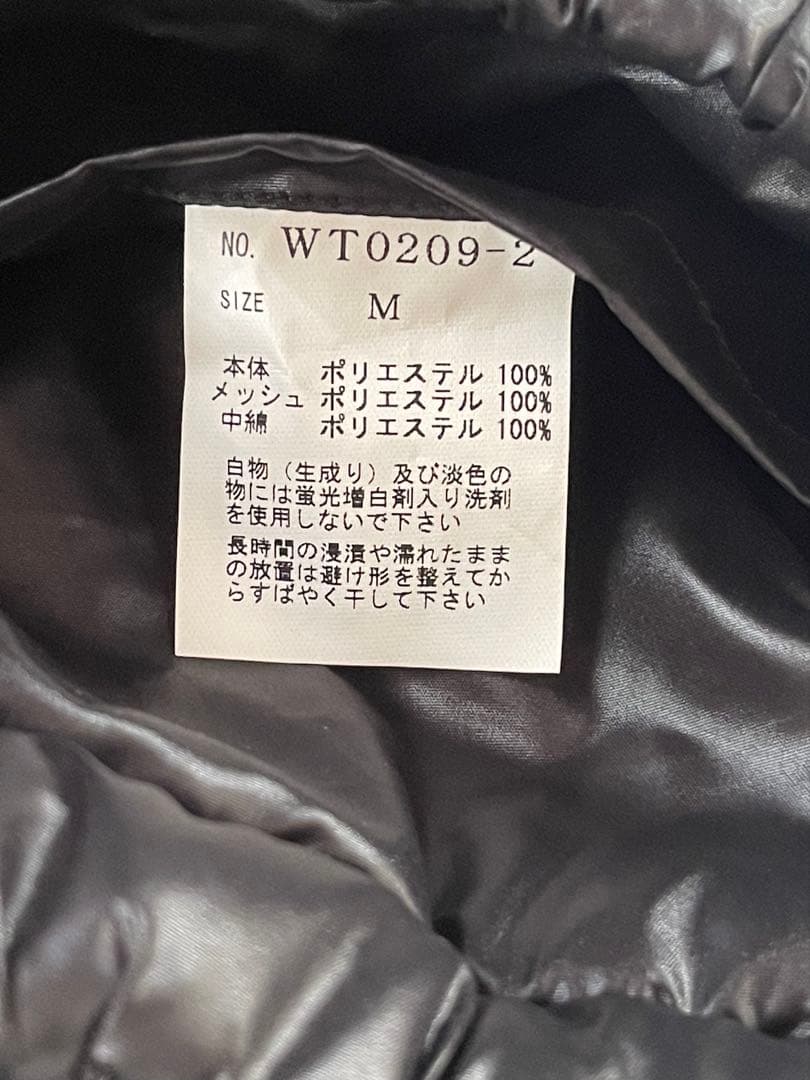 NO. WT0209-2
SIZE M
本体 ポリエステル 100%
メッシュ ポリエステル 100%
中綿 ポリエステル 100%
白物（生成り）及び淡色の
物には蛍光増白剤入り洗剤
を使用しないで下さい
長時間の浸漬や濡れたまま
の放置は避け形を整えてか
らすばやく干して下さい